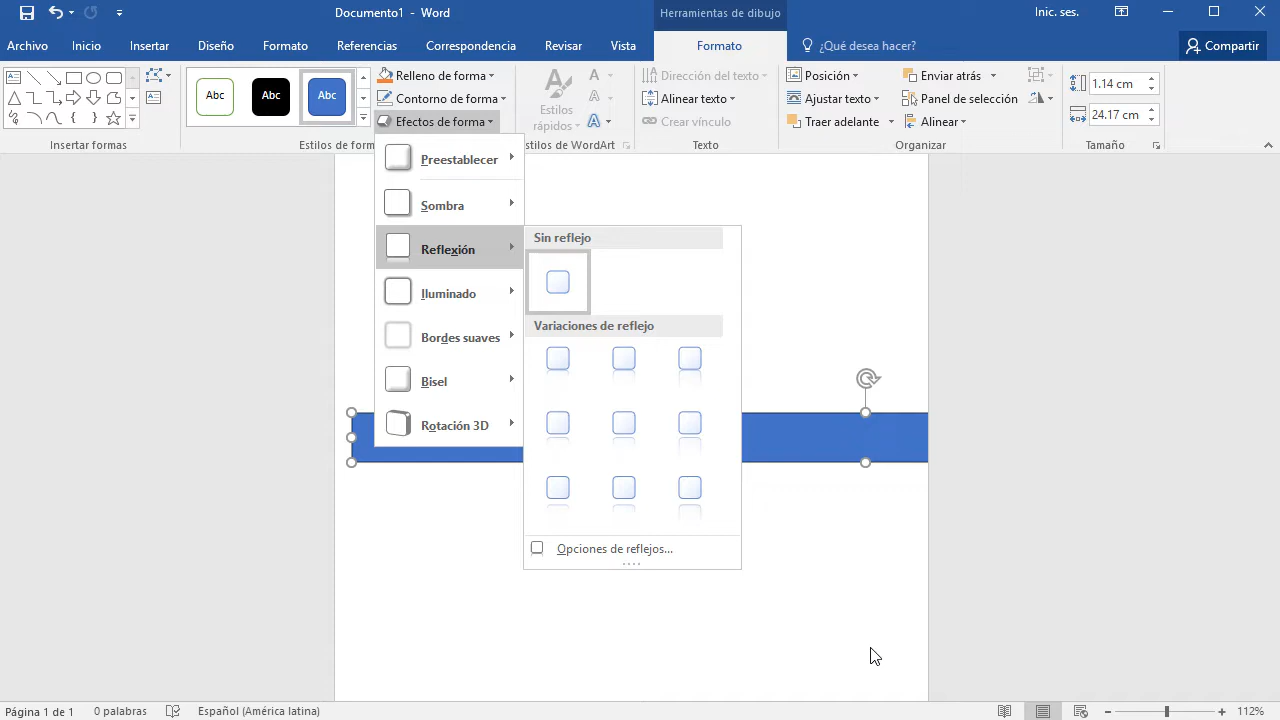 Documento1 - Word
Herramientas de dibujo
Inic. ses.
Archivo
Inicio
Insertar
Diseño
Formato
Referencias
Correspondencia
Revisar
Vista
Formato
¿Qué desea hacer?
Compartir
Abc
Abc
Abc
Relleno de forma
Contorno de forma
Efectos de forma
Estilos
rápidos
Dirección del texto
Alinear texto
Crear vínculo
Posición
Ajustar texto
Traer adelante
Enviar atrás
Panel de selección
Alinear
1.14 cm
24.17 cm
Insertar formas
Estilos de form
stilos de WordArt
Texto
Organizar
Tamaño
Preestablecer
Sombra
Reflexión
Iluminado
Bordes suaves
Bisel
Rotación 3D
Sin reflejo
Variaciones de reflejo
Opciones de reflejos...
Página 1 de 1
0 palabras
Español (América latina)
112%